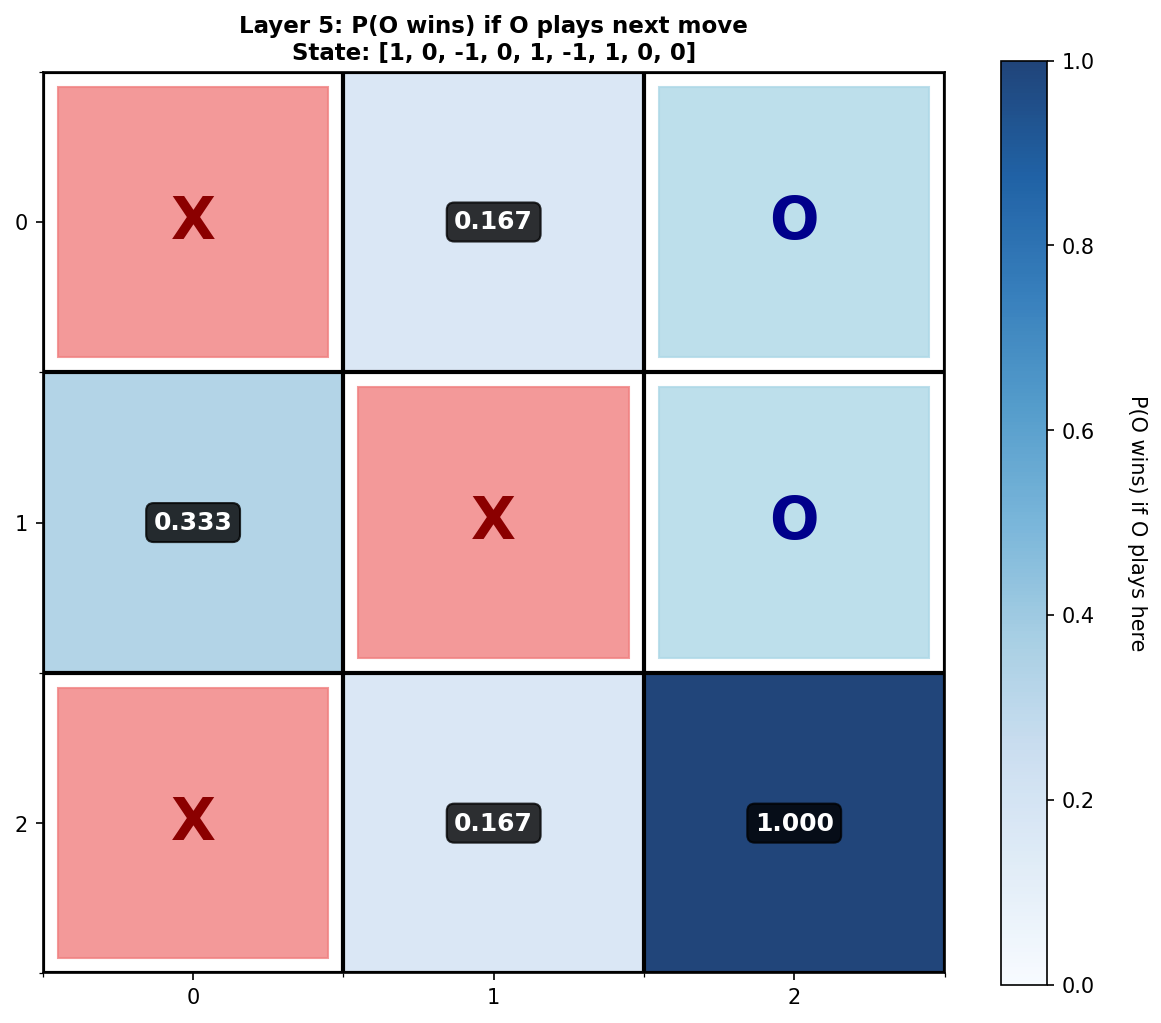 Layer 5: P(O wins) if O plays next move
State: [1, 0, -1, 0, 1, -1, 1, 0, 0]
X
0.167
O
0.333
X
O
X
0.167
1.000
0
1
2
0
1
2
1.0
0.8
0.6
0.4
0.2
0.0
P(O wins) if O plays here